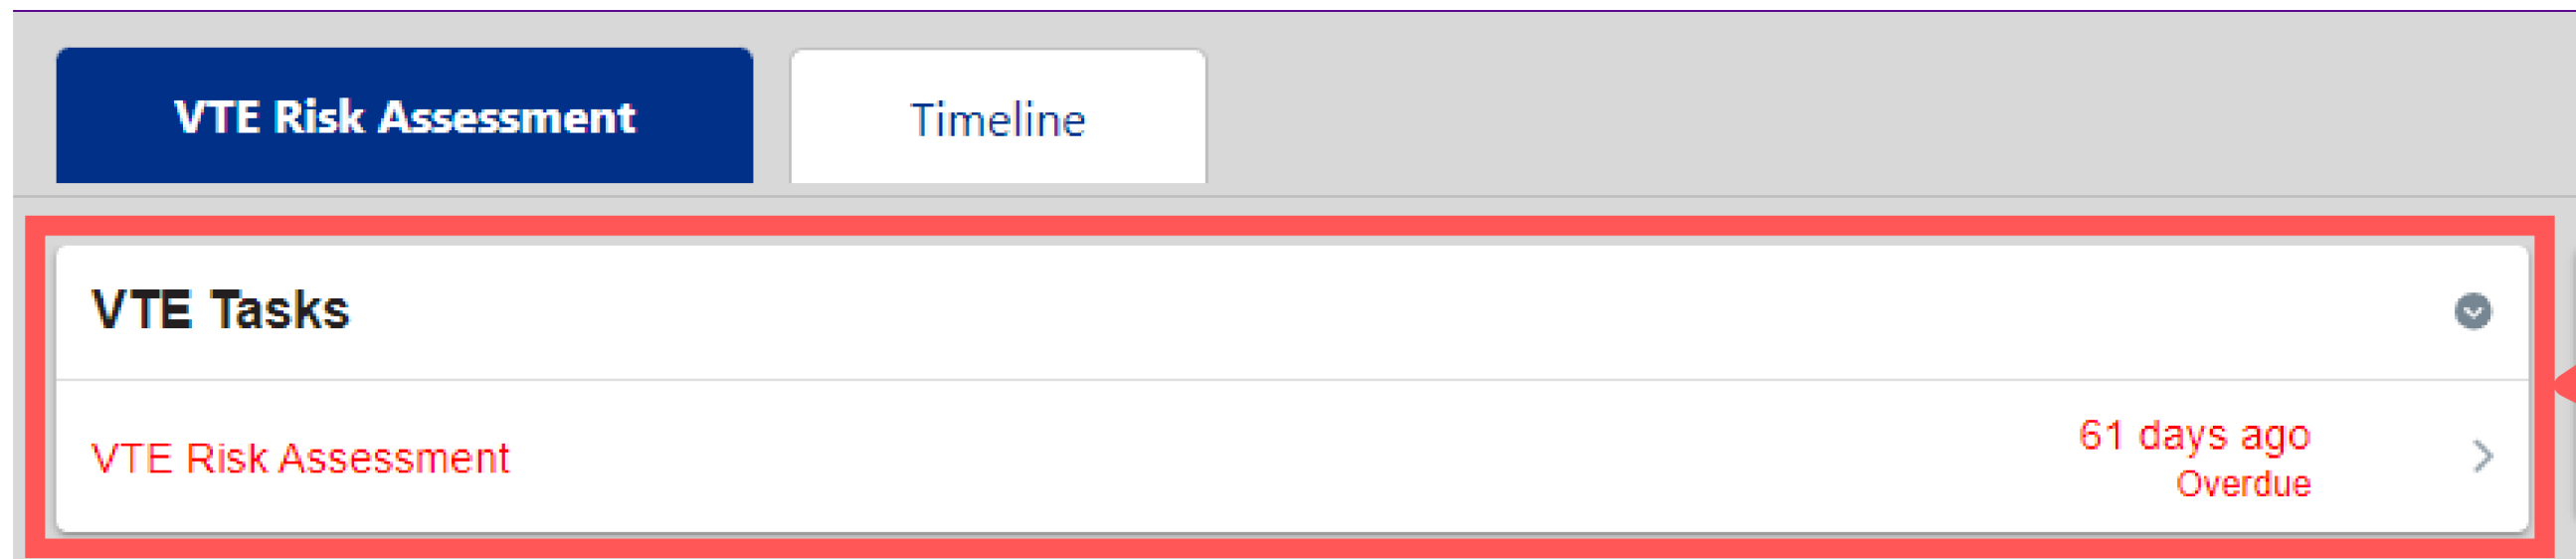 VTE Risk Assessment
Timeline
VTE Tasks
VTE Risk Assessment
61 days ago
Overdue